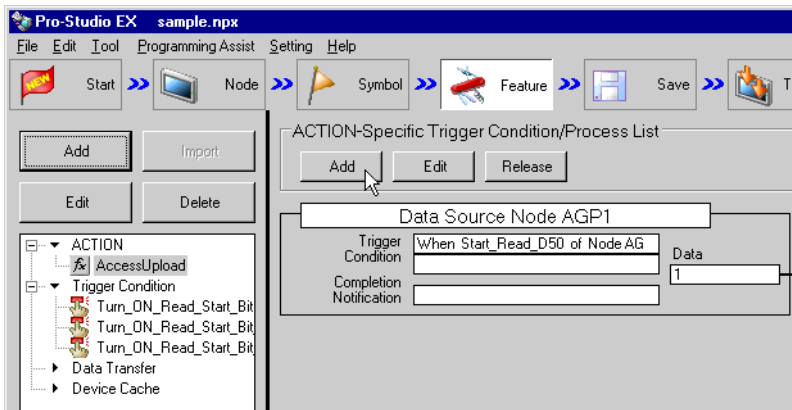 Pro-Studio EX sample.npx
File Edit Tool Programming Assist Setting Help
NEW Start Node Symbol Feature Save T
Add Import
Edit Delete
ACTION
fx AccessUpload
Trigger Condition
Turn_ON_Read_Start_Bit
Turn_ON_Read_Start_Bit
Turn_ON_Read_Start_Bit
Data Transfer
Device Cache
ACTION-Specific Trigger Condition/Process List
Add Edit Release
Data Source Node AGP1
Trigger Condition
When Start_Read_D50 of Node AG
Completion Notification
Data
1